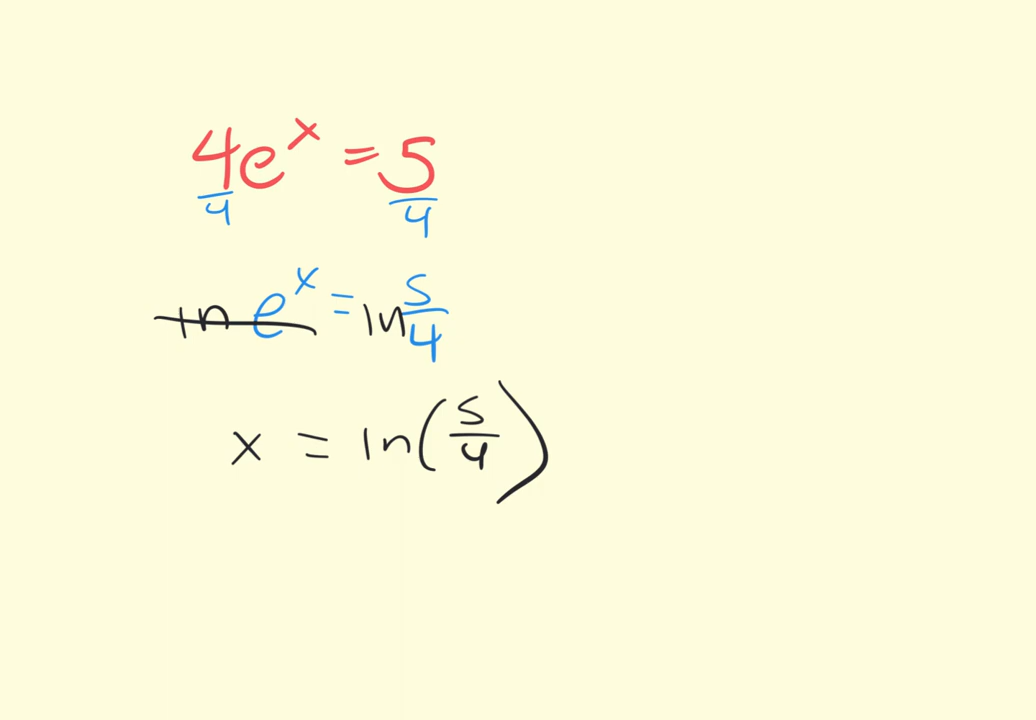 4e^x = 5
4 4
ln e^x = ln 5/4
x = ln(5/4)